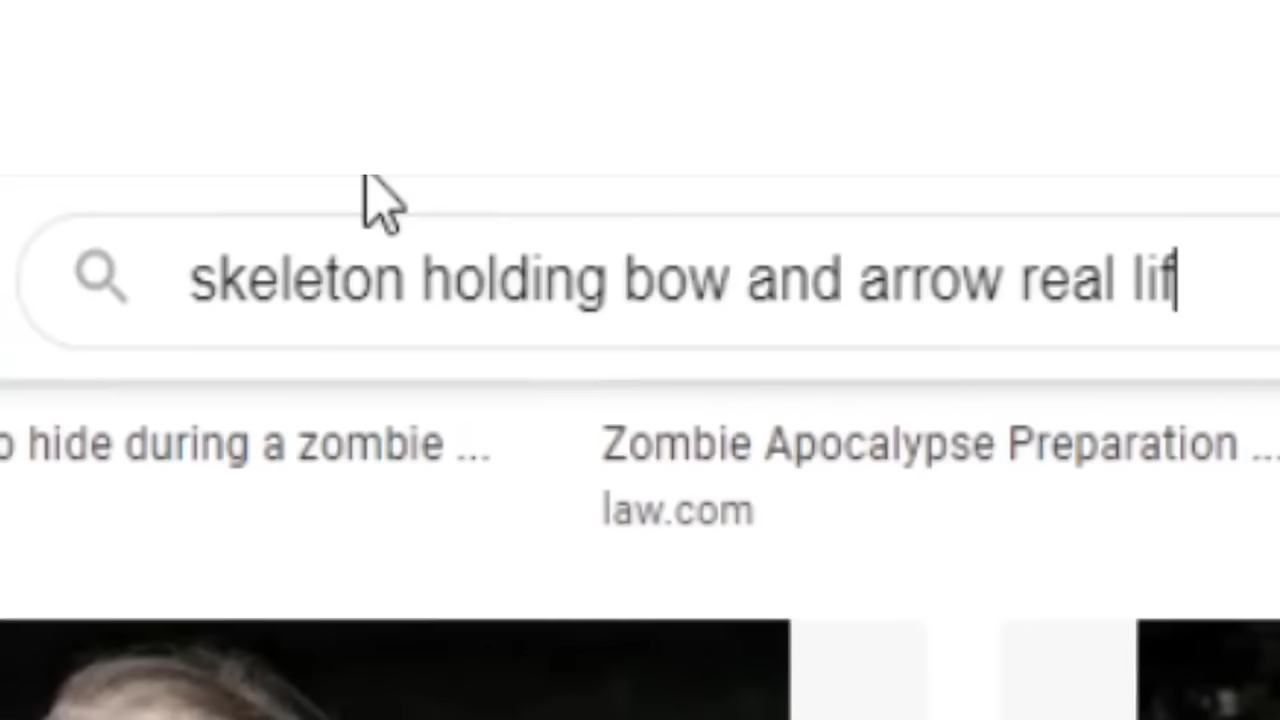 skeleton holding bow and arrow real lif
o hide during a zombie ...
Zombie Apocalypse Preparation ...
law.com